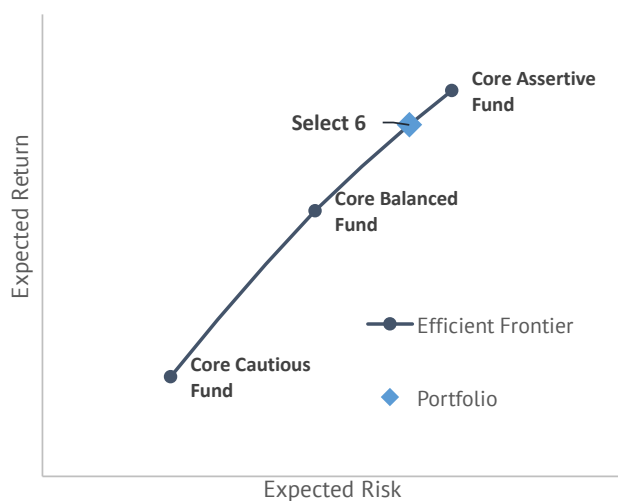 Core Assertive
Fund
Select 6
Expected Return
Core Balanced
Fund
Efficient Frontier
Core Cautious
Fund
Portfolio
Expected Risk